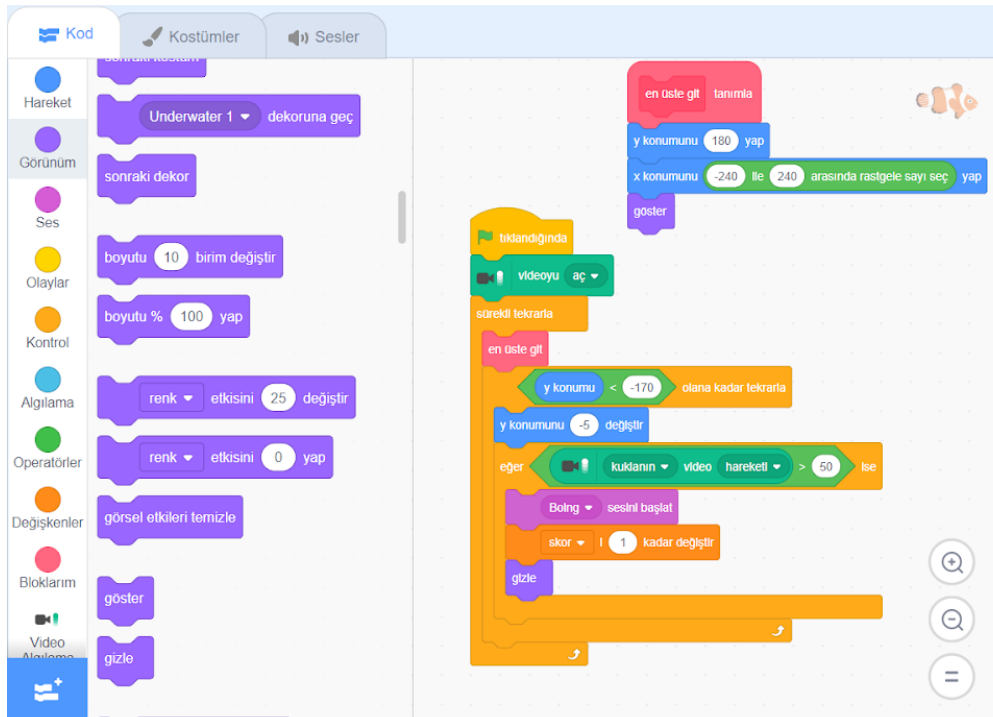 Kod
Kostümler
Sesler
Hareket
Görünüm
Ses
Olaylar
Kontrol
Algılama
Operatörler
Değişkenler
Bloklarım
Video
Algılama
sonraki kostüm
Underwater 1 dekoruna geç
sonraki dekor
boyutu 10 birim değiştir
boyutu % 100 yap
renk etkisini 25 değiştir
renk etkisini 0 yap
görsel etkileri temizle
göster
gizle
en üste git tanımla
y konumunu 180 yap
x konumunu -240 ile 240 arasında rastgele sayı seç yap
göster
tıklandığında
videoyu aç
sürekli tekrarla
en üste git
y konumu < -170 olana kadar tekrarla
y konumunu -5 değiştir
eğer kuklanın video hareketi > 50 ise
Boing sesini başlat
skor i 1 kadar değiştir
gizle